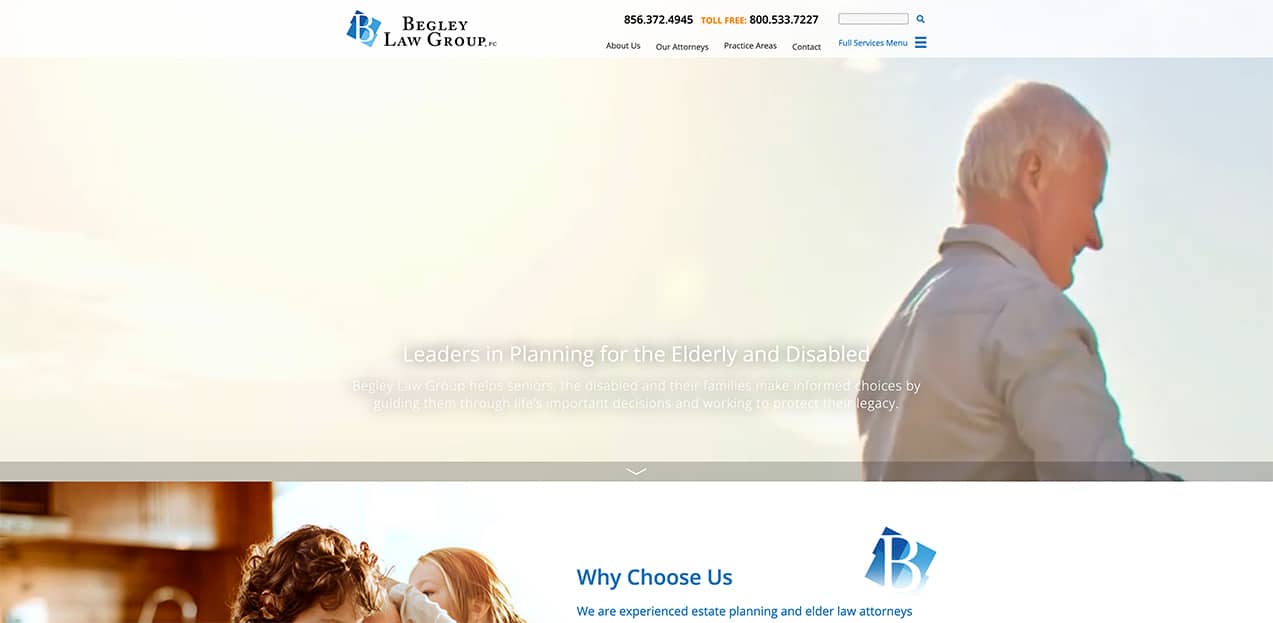 B BEGLEY
LAW GROUP, PC
856.372.4945 TOLL FREE: 800.533.7227
About Us Our Attorneys Practice Areas Contact Full Services Menu
Leaders in Planning for the Elderly and Disabled
Begley Law Group helps seniors, the disabled and their families make informed choices by
guiding them through life's important decisions and working to protect their legacy.
B
Why Choose Us
We are experienced estate planning and elder law attorneys